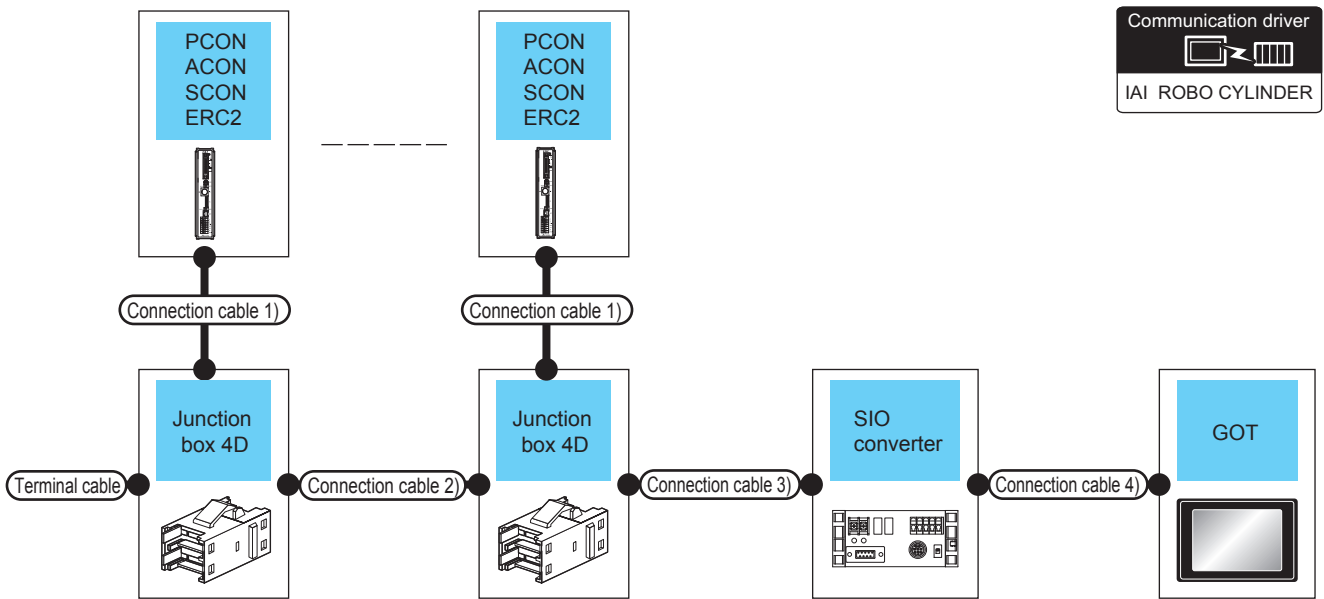 PCON
ACON
SCON
ERC2
PCON
ACON
SCON
ERC2
Communication driver
IAI ROBO CYLINDER
Connection cable 1)
Connection cable 1)
Junction
box 4D
Junction
box 4D
SIO
converter
GOT
Terminal cable
Connection cable 2)
Connection cable 3)
Connection cable 4)